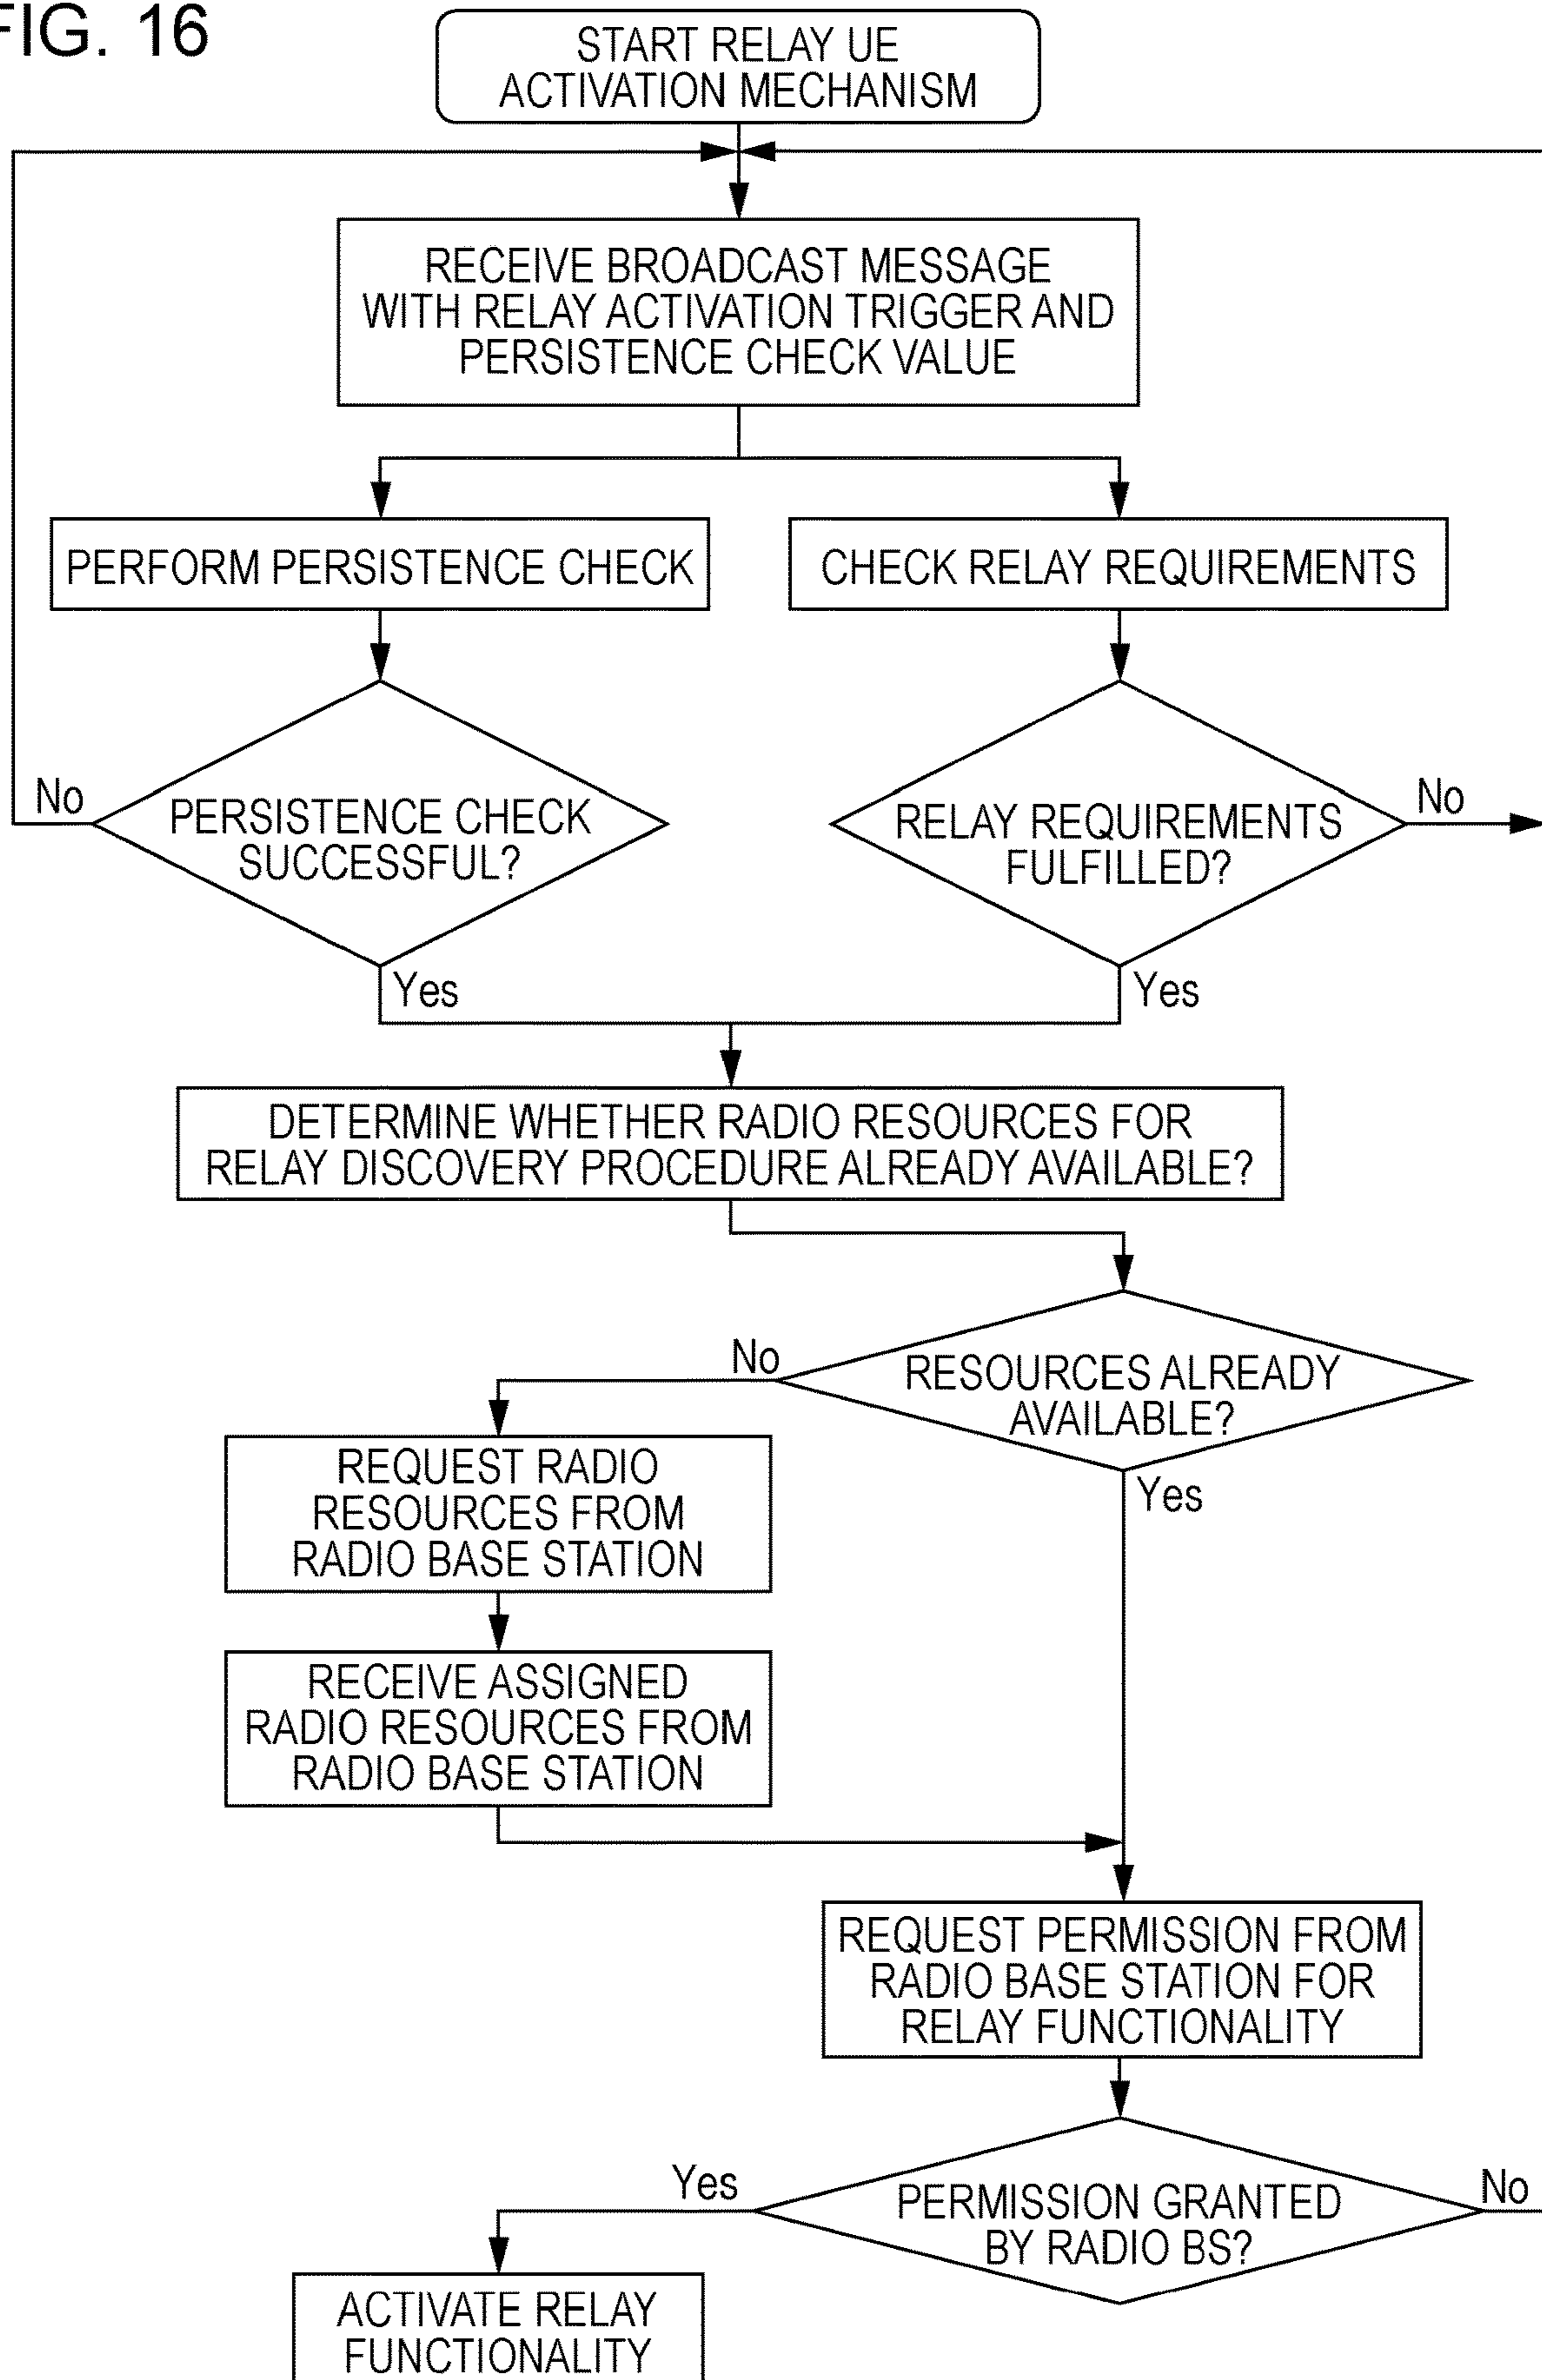 FIG. 16
START RELAY UE
ACTIVATION MECHANISM
RECEIVE BROADCAST MESSAGE
WITH RELAY ACTIVATION TRIGGER AND
PERSISTENCE CHECK VALUE
PERFORM PERSISTENCE CHECK
CHECK RELAY REQUIREMENTS
No
PERSISTENCE CHECK
SUCCESSFUL?
Yes
RELAY REQUIREMENTS
FULFILLED?
No
Yes
DETERMINE WHETHER RADIO RESOURCES FOR
RELAY DISCOVERY PROCEDURE ALREADY AVAILABLE?
No
RESOURCES ALREADY
AVAILABLE?
Yes
REQUEST RADIO
RESOURCES FROM
RADIO BASE STATION
RECEIVE ASSIGNED
RADIO RESOURCES FROM
RADIO BASE STATION
REQUEST PERMISSION FROM
RADIO BASE STATION FOR
RELAY FUNCTIONALITY
Yes
PERMISSION GRANTED
BY RADIO BS?
No
ACTIVATE RELAY
FUNCTIONALITY